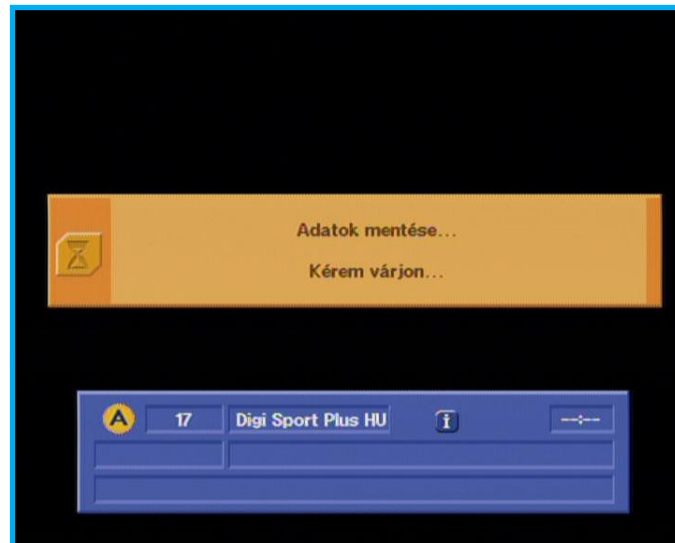 Adatok mentése...
Kérem várjon...
A 17 Digi Sport Plus HU i --:--